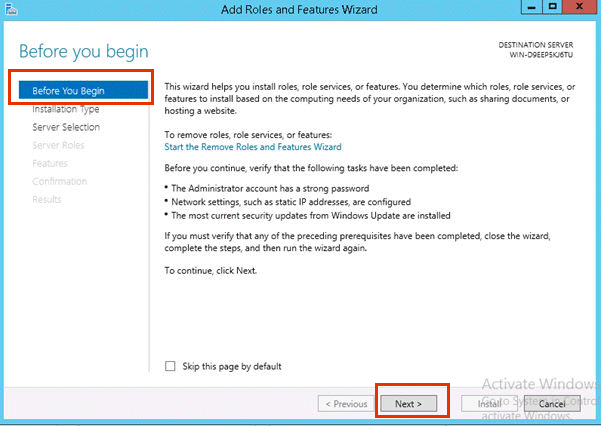 Add Roles and Features Wizard
Before you begin
DESTINATION SERVER
WIN-D9EEP5KJ6TU
Before You Begin
Installation Type
Server Selection
Server Roles
Features
Confirmation
Results
This wizard helps you install roles, role services, or features. You determine which roles, role services, or
features to install based on the computing needs of your organization, such as sharing documents, or
hosting a website.
To remove roles, role services, or features:
Start the Remove Roles and Features Wizard
Before you continue, verify that the following tasks have been completed:
• The Administrator account has a strong password
• Network settings, such as static IP addresses, are configured
• The most current security updates from Windows Update are installed
If you must verify that any of the preceding prerequisites have been completed, close the wizard,
complete the steps, and then run the wizard again.
To continue, click Next.
Skip this page by default
Activate Windows
Go to System in Control
activate Windows.
< Previous
Next >
Install
Cancel